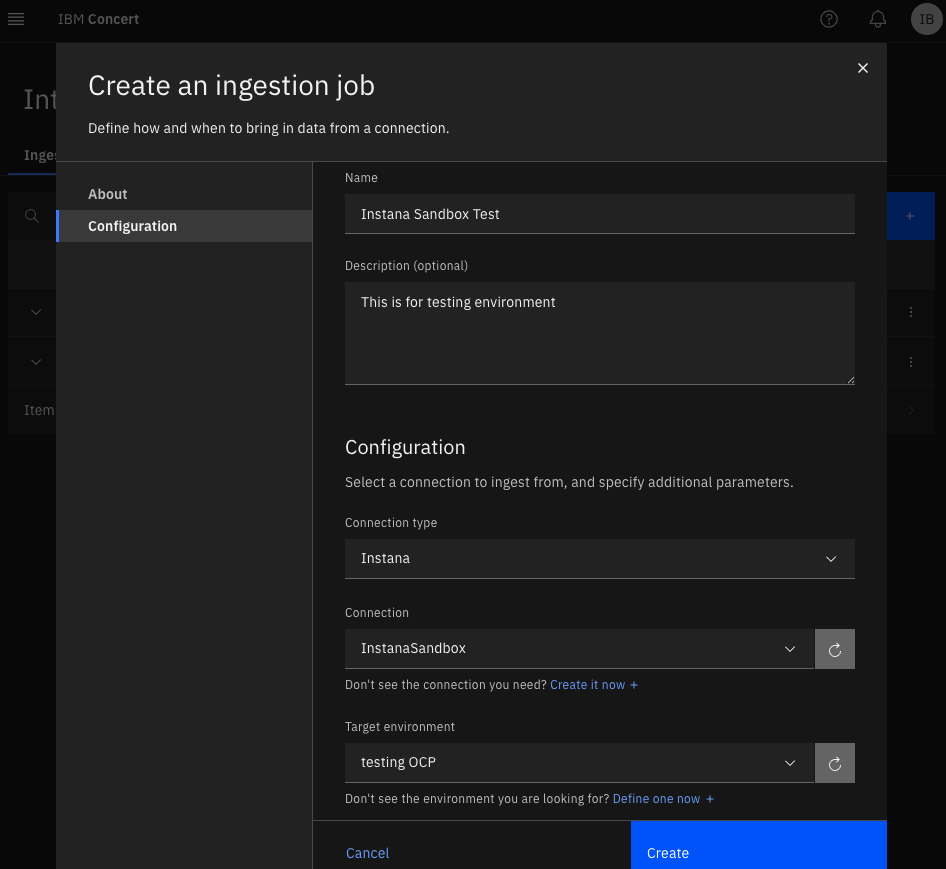 IBM Concert
IB
Int
Create an ingestion job
Define how and when to bring in data from a connection.
Inges
About
Configuration
Name
Instana Sandbox Test
Description (optional)
This is for testing environment
Item
Configuration
Select a connection to ingest from, and specify additional parameters.
Connection type
Instana
Connection
InstanaSandbox
Don't see the connection you need? Create it now +
Target environment
testing OCP
Don't see the environment you are looking for? Define one now +
Cancel
Create